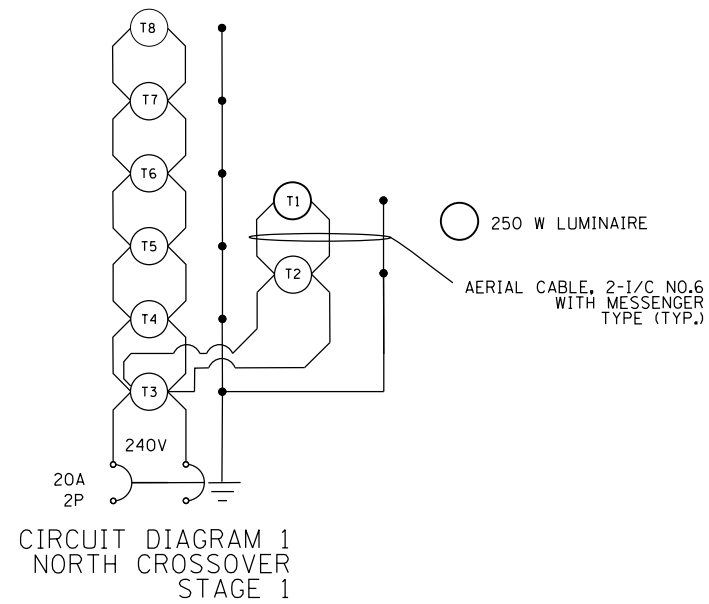 T8
T7
T6
T1
250 W LUMINAIRE
T5
T2
AERIAL CABLE, 2-1/C NO.6
WITH MESSENGER
TYPE (TYP.)
T4
T3
240V
20A
2P
CIRCUIT DIAGRAM 1
NORTH CROSSOVER
STAGE 1